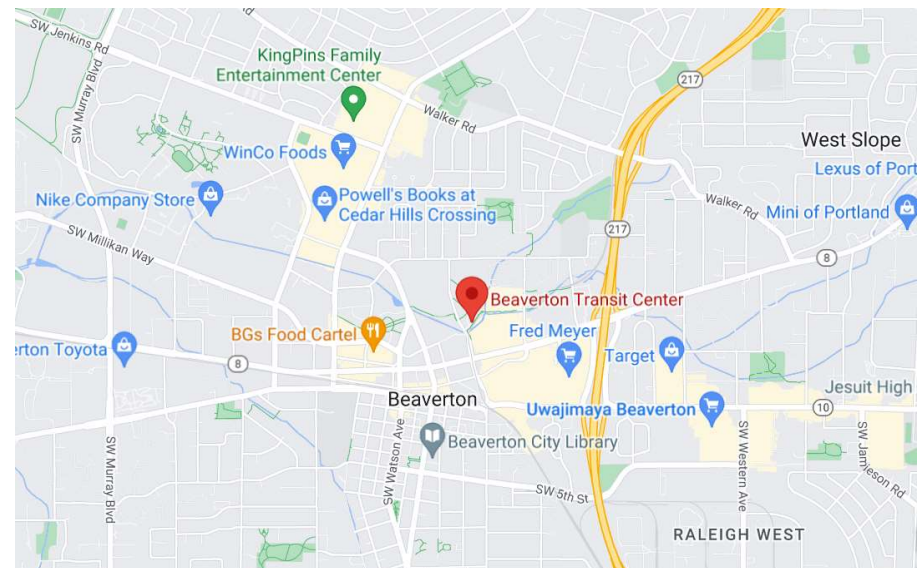 SW Jenkins Rd
SW Murray Blvd
KingPins Family
Entertainment Center
Walker Rd
217
West Slope
WinCo Foods
Lexus of Port
Nike Company Store
Powell's Books at
Cedar Hills Crossing
Walker Rd
Mini of Portland
217
SW Millikan Way
8
Beaverton Transit Center
BGs Food Cartel
Fred Meyer
erton Toyota
8
Target
Beaverton
Jesuit High
Uwajimaya Beaverton
10
SW Murray Blvd
SW Watson Ave
Beaverton City Library
SW Western Ave
SW Jamieson Rd
SW 5th St
RALEIGH WEST